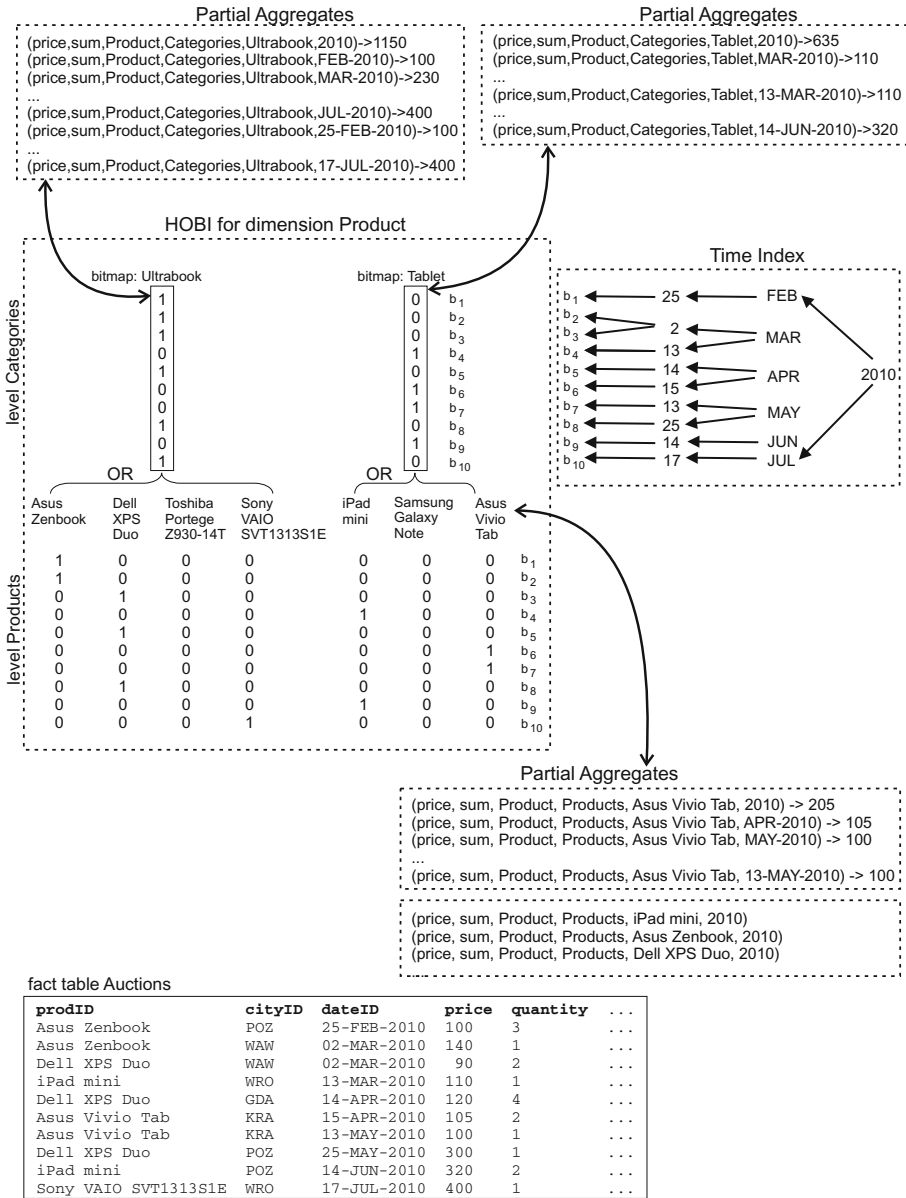 Partial Aggregates
(price,sum,Product,Categories,Ultrabook,2010)->1150
(price,sum,Product,Categories,Ultrabook,FEB-2010)->100
(price,sum,Product,Categories,Ultrabook,MAR-2010)->230
...
(price,sum,Product,Categories,Ultrabook,JUL-2010)->400
(price,sum,Product,Categories,Ultrabook,25-FEB-2010)->100
...
(price,sum,Product,Categories,Ultrabook,17-JUL-2010)->400
Partial Aggregates
(price,sum,Product,Categories,Tablet,2010)->635
(price,sum,Product,Categories,Tablet,MAR-2010)->110
...
(price,sum,Product,Categories,Tablet,13-MAR-2010)->110
...
(price,sum,Product,Categories,Tablet,14-JUN-2010)->320
HOBI for dimension Product
level Categories
bitmap: Ultrabook bitmap: Tablet
1 0 b1
1 0 b2
1 0 b3
0 1 b4
1 0 b5
0 1 b6
0 1 b7
1 0 b8
0 1 b9
1 0 b10
OR OR
Asus Zenbook
Dell XPS Duo
Toshiba Portege Z930-14T
Sony VAIO SVT1313S1E
iPad mini
Samsung Galaxy Note
Asus Vivio Tab
level Products
1 0 0 0 0 0 0 b1
1 0 0 0 0 0 0 b2
0 1 0 0 0 0 0 b3
0 0 0 0 1 0 0 b4
0 1 0 0 0 0 0 b5
0 0 0 0 0 0 1 b6
0 0 0 0 0 0 1 b7
0 1 0 0 0 0 0 b8
0 0 0 0 1 0 0 b9
0 0 0 1 0 0 0 b10
Time Index
b1 25 FEB
b2
b3 2 MAR
b4 13
b5 14 APR
b6 15
b7 13 MAY
b8 25
b9 14 JUN
b10 17 JUL
2010
Partial Aggregates
(price, sum, Product, Products, Asus Vivio Tab, 2010) -> 205
(price, sum, Product, Products, Asus Vivio Tab, APR-2010) -> 105
(price, sum, Product, Products, Asus Vivio Tab, MAY-2010) -> 100
...
(price, sum, Product, Products, Asus Vivio Tab, 13-MAY-2010) -> 100
(price, sum, Product, Products, iPad mini, 2010)
(price, sum, Product, Products, Asus Zenbook, 2010)
(price, sum, Product, Products, Dell XPS Duo, 2010)
....
fact table Auctions
prodID cityID dateID price quantity ...
Asus Zenbook POZ 25-FEB-2010 100 3 ...
Asus Zenbook WAW 02-MAR-2010 140 1 ...
Dell XPS Duo WAW 02-MAR-2010 90 2 ...
iPad mini WRO 13-MAR-2010 110 1 ...
Dell XPS Duo GDA 14-APR-2010 120 4 ...
Asus Vivio Tab KRA 15-APR-2010 105 2 ...
Asus Vivio Tab KRA 13-MAY-2010 100 1 ...
Dell XPS Duo POZ 25-MAY-2010 300 1 ...
iPad mini POZ 14-JUN-2010 320 2 ...
Sony VAIO SVT1313S1E WRO 17-JUL-2010 400 1 ...